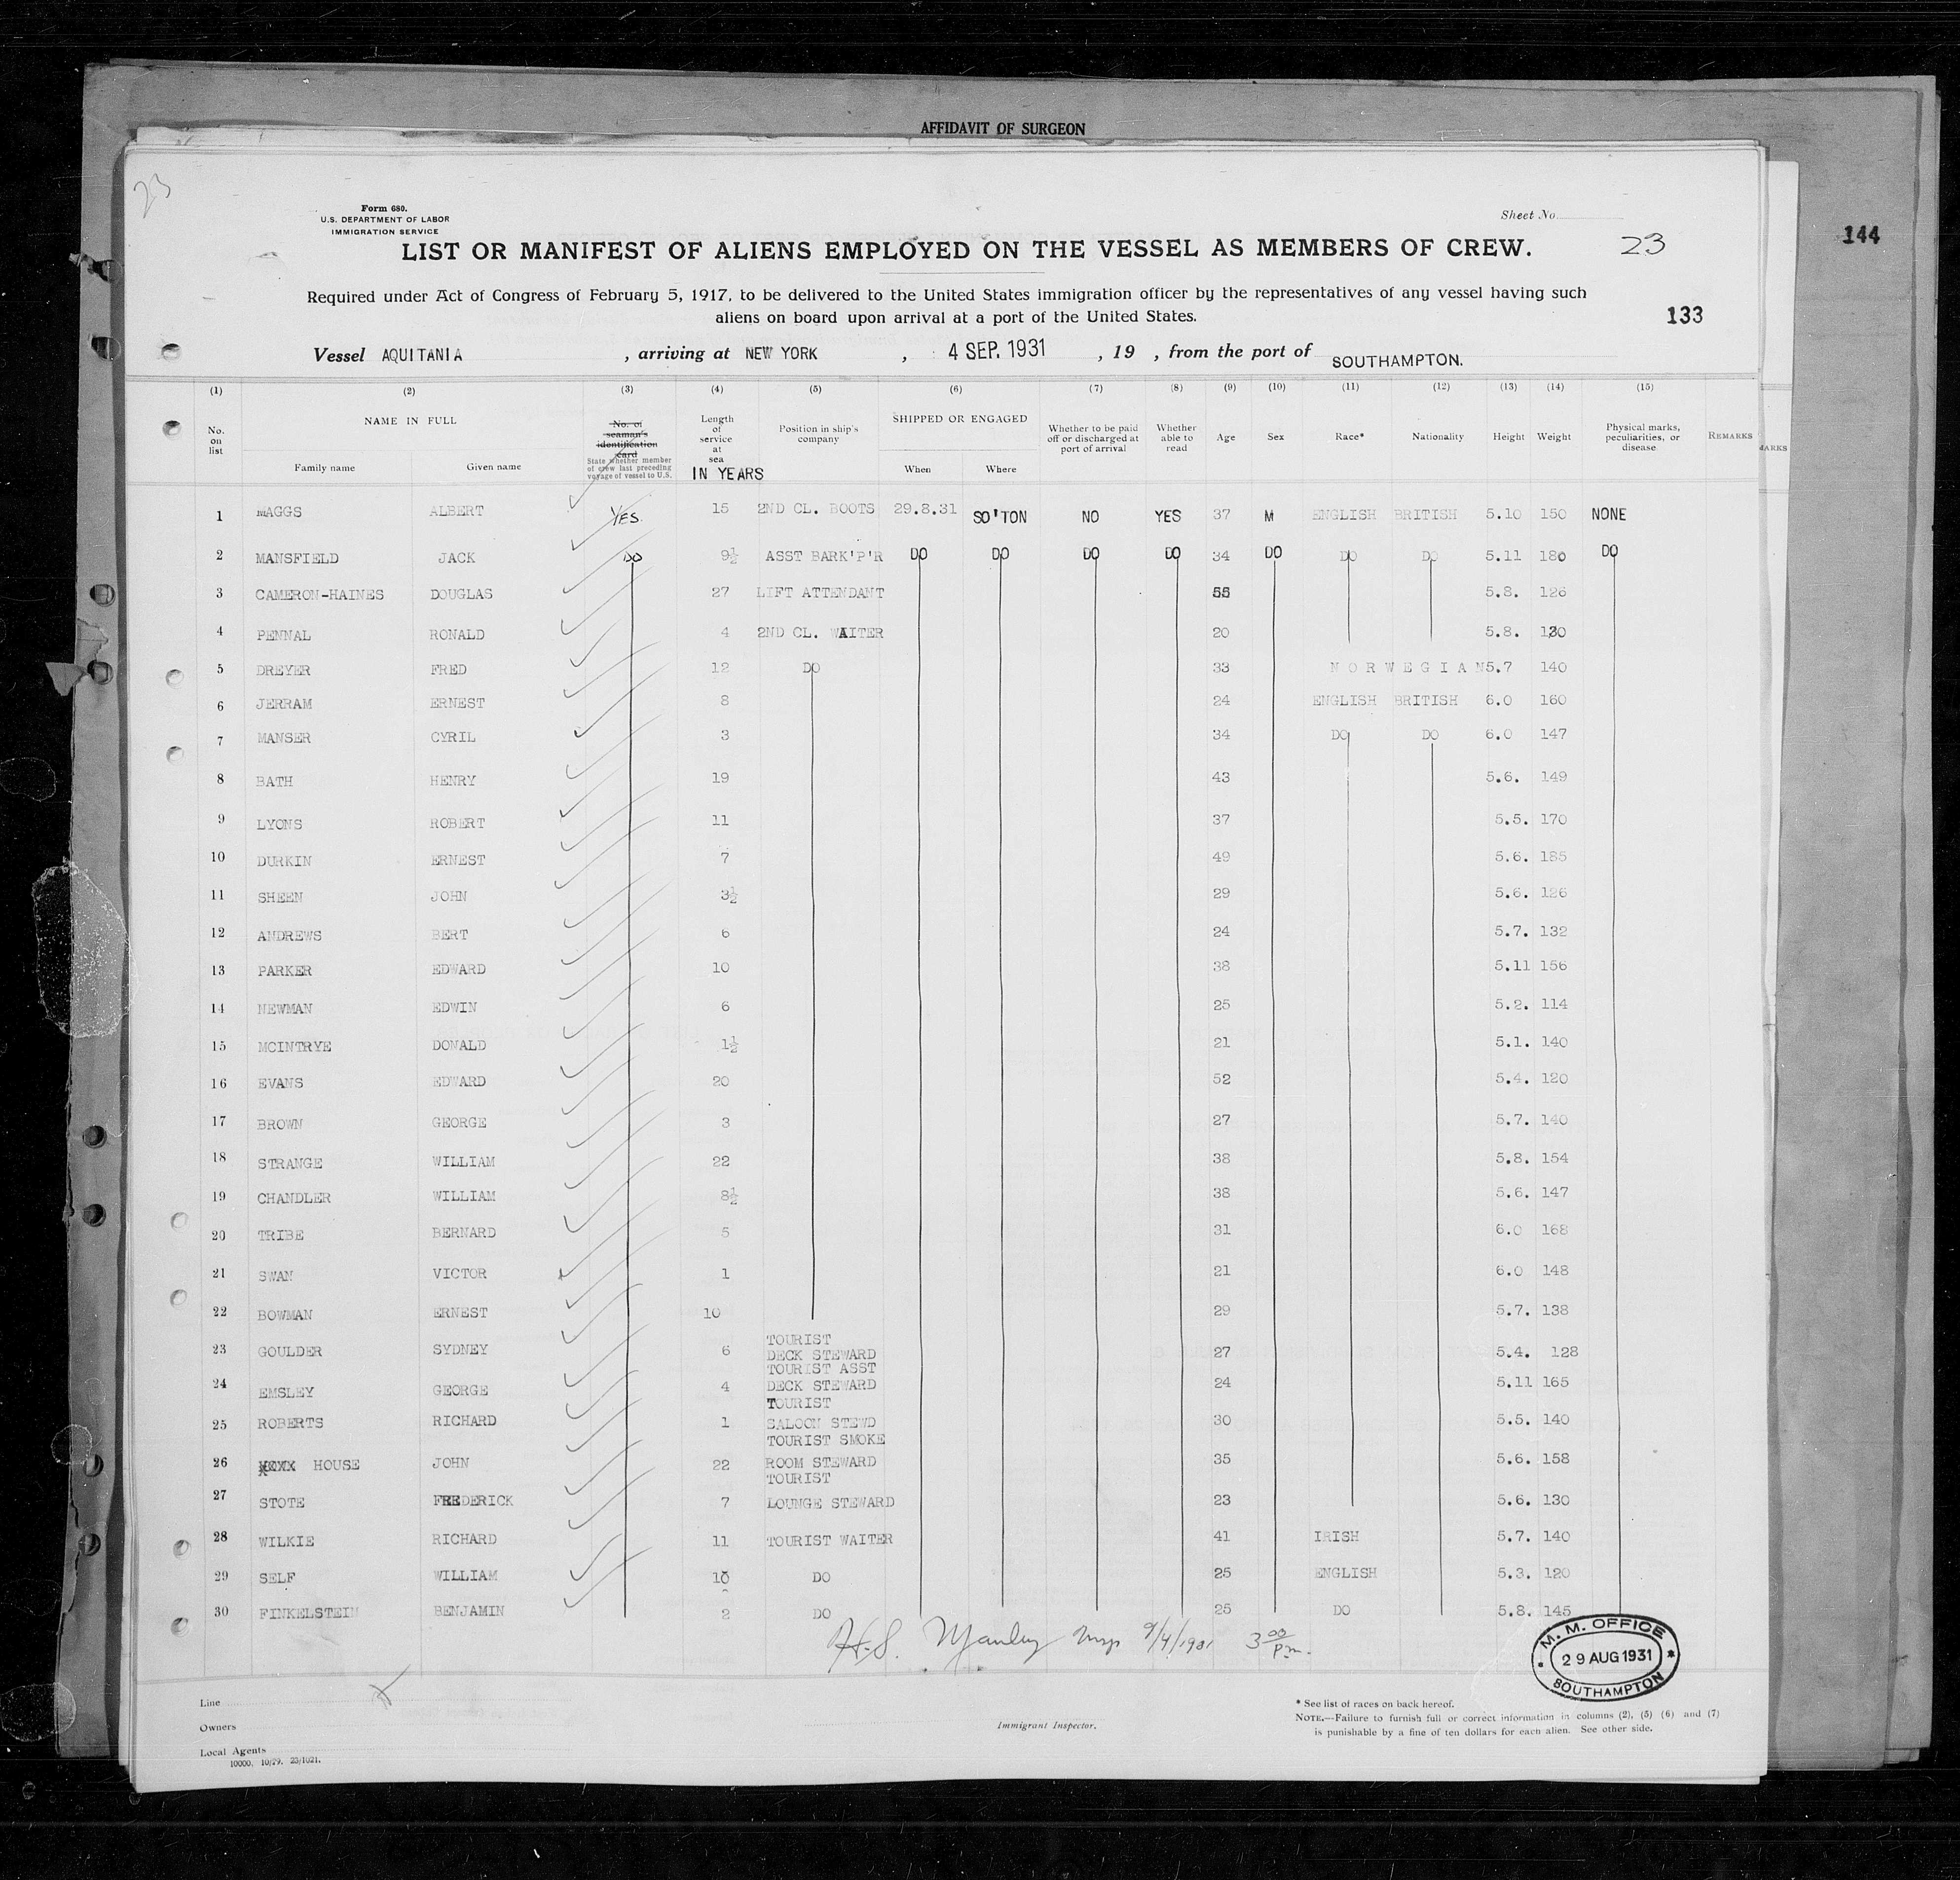 AFFIDAVIT OF SURGEON
23
Form 680.
U.S. DEPARTMENT OF LABOR
IMMIGRATION SERVICE
Sheet No.
LIST OR MANIFEST OF ALIENS EMPLOYED ON THE VESSEL AS MEMBERS OF CREW.
23
144
Required under Act of Congress of February 5, 1917, to be delivered to the United States immigration officer by the representatives of any vessel having such
aliens on board upon arrival at a port of the United States.
133
Vessel AQUITANIA , arriving at NEW YORK , 4 SEP. 1931 , 19 , from the port of SOUTHAMPTON.
(1) (2) (3) (4) (5) (6) (7) (8) (9) (10) (11) (12) (13) (14) (15)
No. on list
NAME IN FULL
Family name Given name
No. of seaman's identification card
State whether member of crew last preceding voyage of vessel to U.S.
Length of service at sea
IN YEARS
Position in ship's company
SHIPPED OR ENGAGED
When Where
Whether to be paid off or discharged at port of arrival
Whether able to read
Age Sex Race* Nationality Height Weight
Physical marks, peculiarities, or disease
REMARKS
MARKS
1 MAGGS ALBERT YES. 15 2ND CL. BOOTS 29.8.31 SO'TON NO YES 37 M ENGLISH BRITISH 5.10 150 NONE
2 MANSFIELD JACK DO 9½ ASST BARK'P'R DO DO DO DO 34 DO DO DO 5.11 180 DO
3 CAMERON-HAINES DOUGLAS 27 LIFT ATTENDANT 55 5.8. 126
4 PENNAL RONALD 4 2ND CL. WAITER 20 5.8. 130
5 DREYER FRED 12 DO 33 NORWEGIAN 5.7 140
6 JERRAM ERNEST 8 24 ENGLISH BRITISH 6.0 160
7 MANSER CYRIL 3 34 DO DO 6.0 147
8 BATH HENRY 19 43 5.6. 149
9 LYONS ROBERT 11 37 5.5. 170
10 DURKIN ERNEST 7 49 5.6. 185
11 SHEEN JOHN 3½ 29 5.6. 126
12 ANDREWS BERT 6 24 5.7. 132
13 PARKER EDWARD 10 38 5.11 156
14 NEWMAN EDWIN 6 25 5.2. 114
15 MCINTRYE DONALD 1½ 21 5.1. 140
16 EVANS EDWARD 20 52 5.4. 120
17 BROWN GEORGE 3 27 5.7. 140
18 STRANGE WILLIAM 22 38 5.8. 154
19 CHANDLER WILLIAM 8½ 38 5.6. 147
20 TRIBE BERNARD 5 31 6.0 168
21 SWAN VICTOR 1 21 6.0 148
22 BOWMAN ERNEST 10 29 5.7. 138
23 GOULDER SYDNEY 6 TOURIST DECK STEWARD 27 5.4. 128
24 EMSLEY GEORGE 4 TOURIST ASST DECK STEWARD 24 5.11 165
25 ROBERTS RICHARD 1 TOURIST SALOON STEWD 30 5.5. 140
26 HOUSE JOHN 22 TOURIST SMOKE ROOM STEWARD 35 5.6. 158
27 STOTE FREDERICK 7 TOURIST LOUNGE STEWARD 23 5.6. 130
28 WILKIE RICHARD 11 TOURIST WAITER 41 IRISH 5.7. 140
29 SELF WILLIAM 10 DO 25 ENGLISH 5.3. 120
30 FINKELSTEIN BENJAMIN 2 DO 25 DO 5.8. 145
H.S. Manley 9/4/1931 3 00 P.m.
M. M. OFFICE
29 AUG 1931
SOUTHAMPTON
Line
Owners
Local Agents
10000. 10/29. 23/1021.
Immigrant Inspector.
* See list of races on back hereof.
NOTE.—Failure to furnish full or correct information in columns (2), (5) (6) and (7)
is punishable by a fine of ten dollars for each alien. See other side.